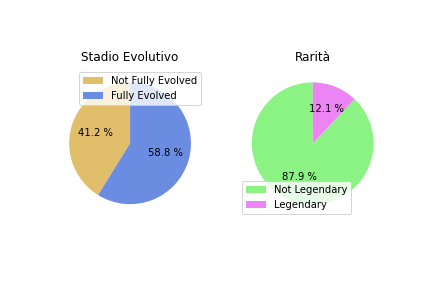 Stadio Evolutivo
Not Fully Evolved
Fully Evolved
41.2 %
58.8 %
Rarità
12.1 %
87.9 %
Not Legendary
Legendary